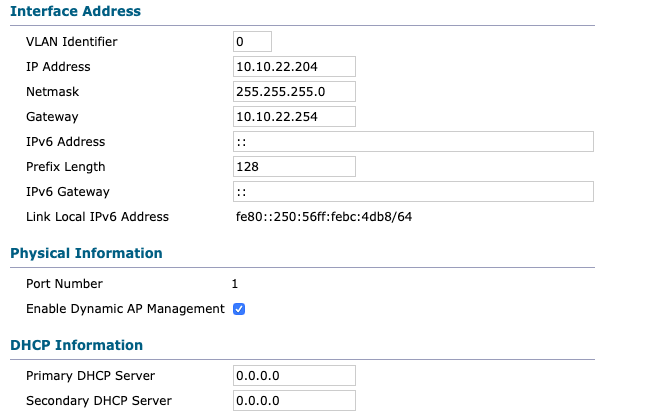 Interface Address
VLAN Identifier 0
IP Address 10.10.22.204
Netmask 255.255.255.0
Gateway 10.10.22.254
IPv6 Address ::
Prefix Length 128
IPv6 Gateway ::
Link Local IPv6 Address fe80::250:56ff:febc:4db8/64
Physical Information
Port Number 1
Enable Dynamic AP Management
DHCP Information
Primary DHCP Server 0.0.0.0
Secondary DHCP Server 0.0.0.0